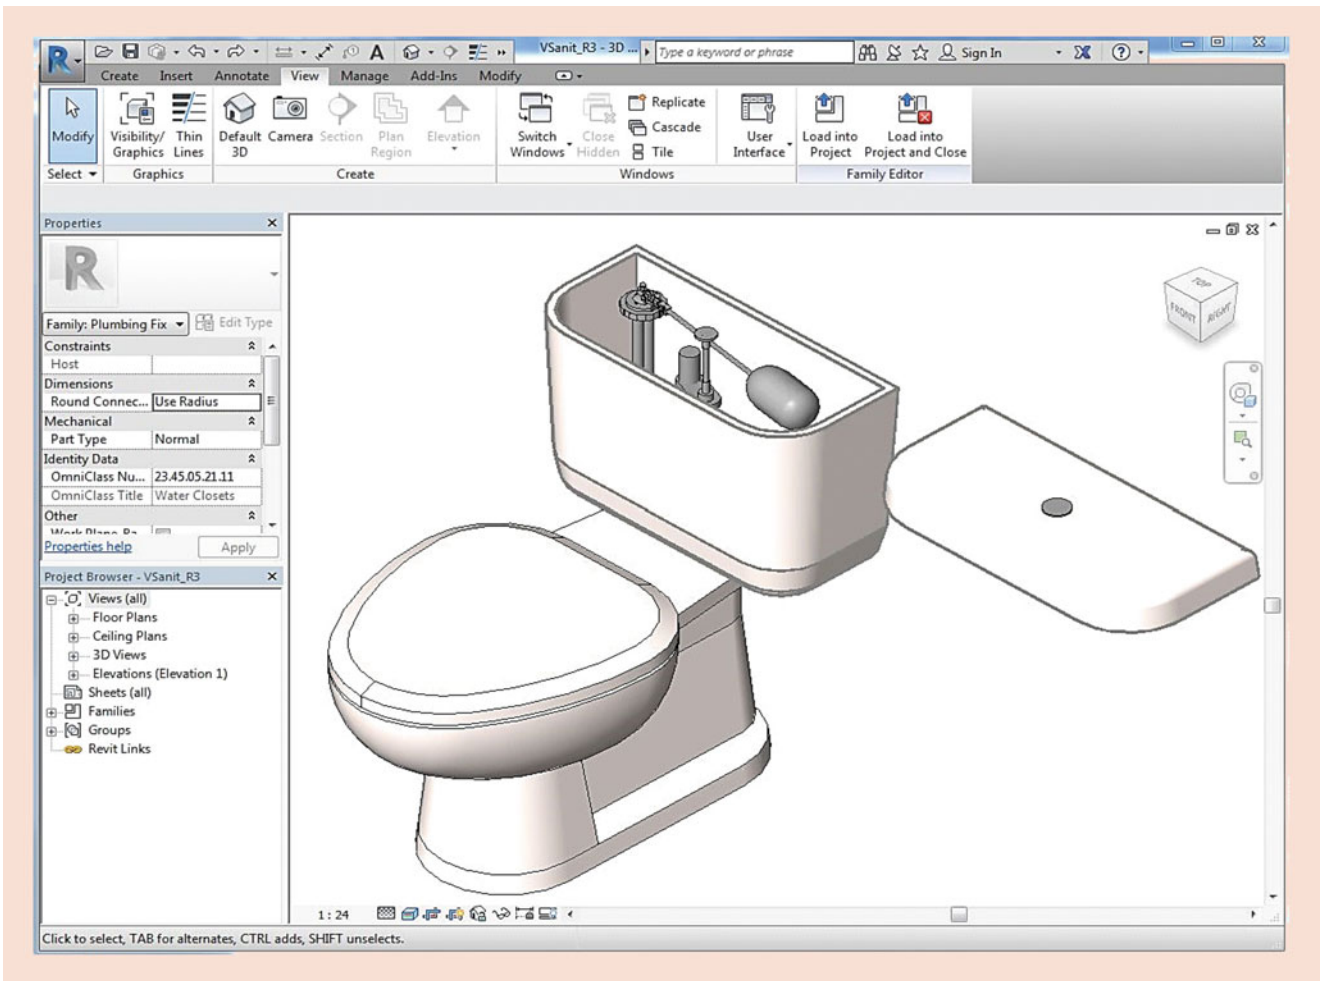 VSanit_R3 - 3D ... Type a keyword or phrase Sign In
Create Insert Annotate View Manage Add-Ins Modify
Modify
Visibility/ Graphics
Thin Lines
Default 3D
Camera
Section
Plan Region
Elevation
Switch Windows
Close Hidden
Replicate
Cascade
Tile
User Interface
Load into Project
Load into Project and Close
Select Graphics Create Windows Family Editor
Properties
R
Family: Plumbing Fix Edit Type
Constraints
Host
Dimensions
Round Connec... Use Radius
Mechanical
Part Type Normal
Identity Data
OmniClass Nu... 23.45.05.21.11
OmniClass Title Water Closets
Other
Work Plane-Ba
Properties help Apply
Project Browser - VSanit_R3
Views (all)
Floor Plans
Ceiling Plans
3D Views
Elevations (Elevation 1)
Sheets (all)
Families
Groups
Revit Links
TOP
FRONT RIGHT
1 : 24
Click to select, TAB for alternates, CTRL adds, SHIFT unselects.